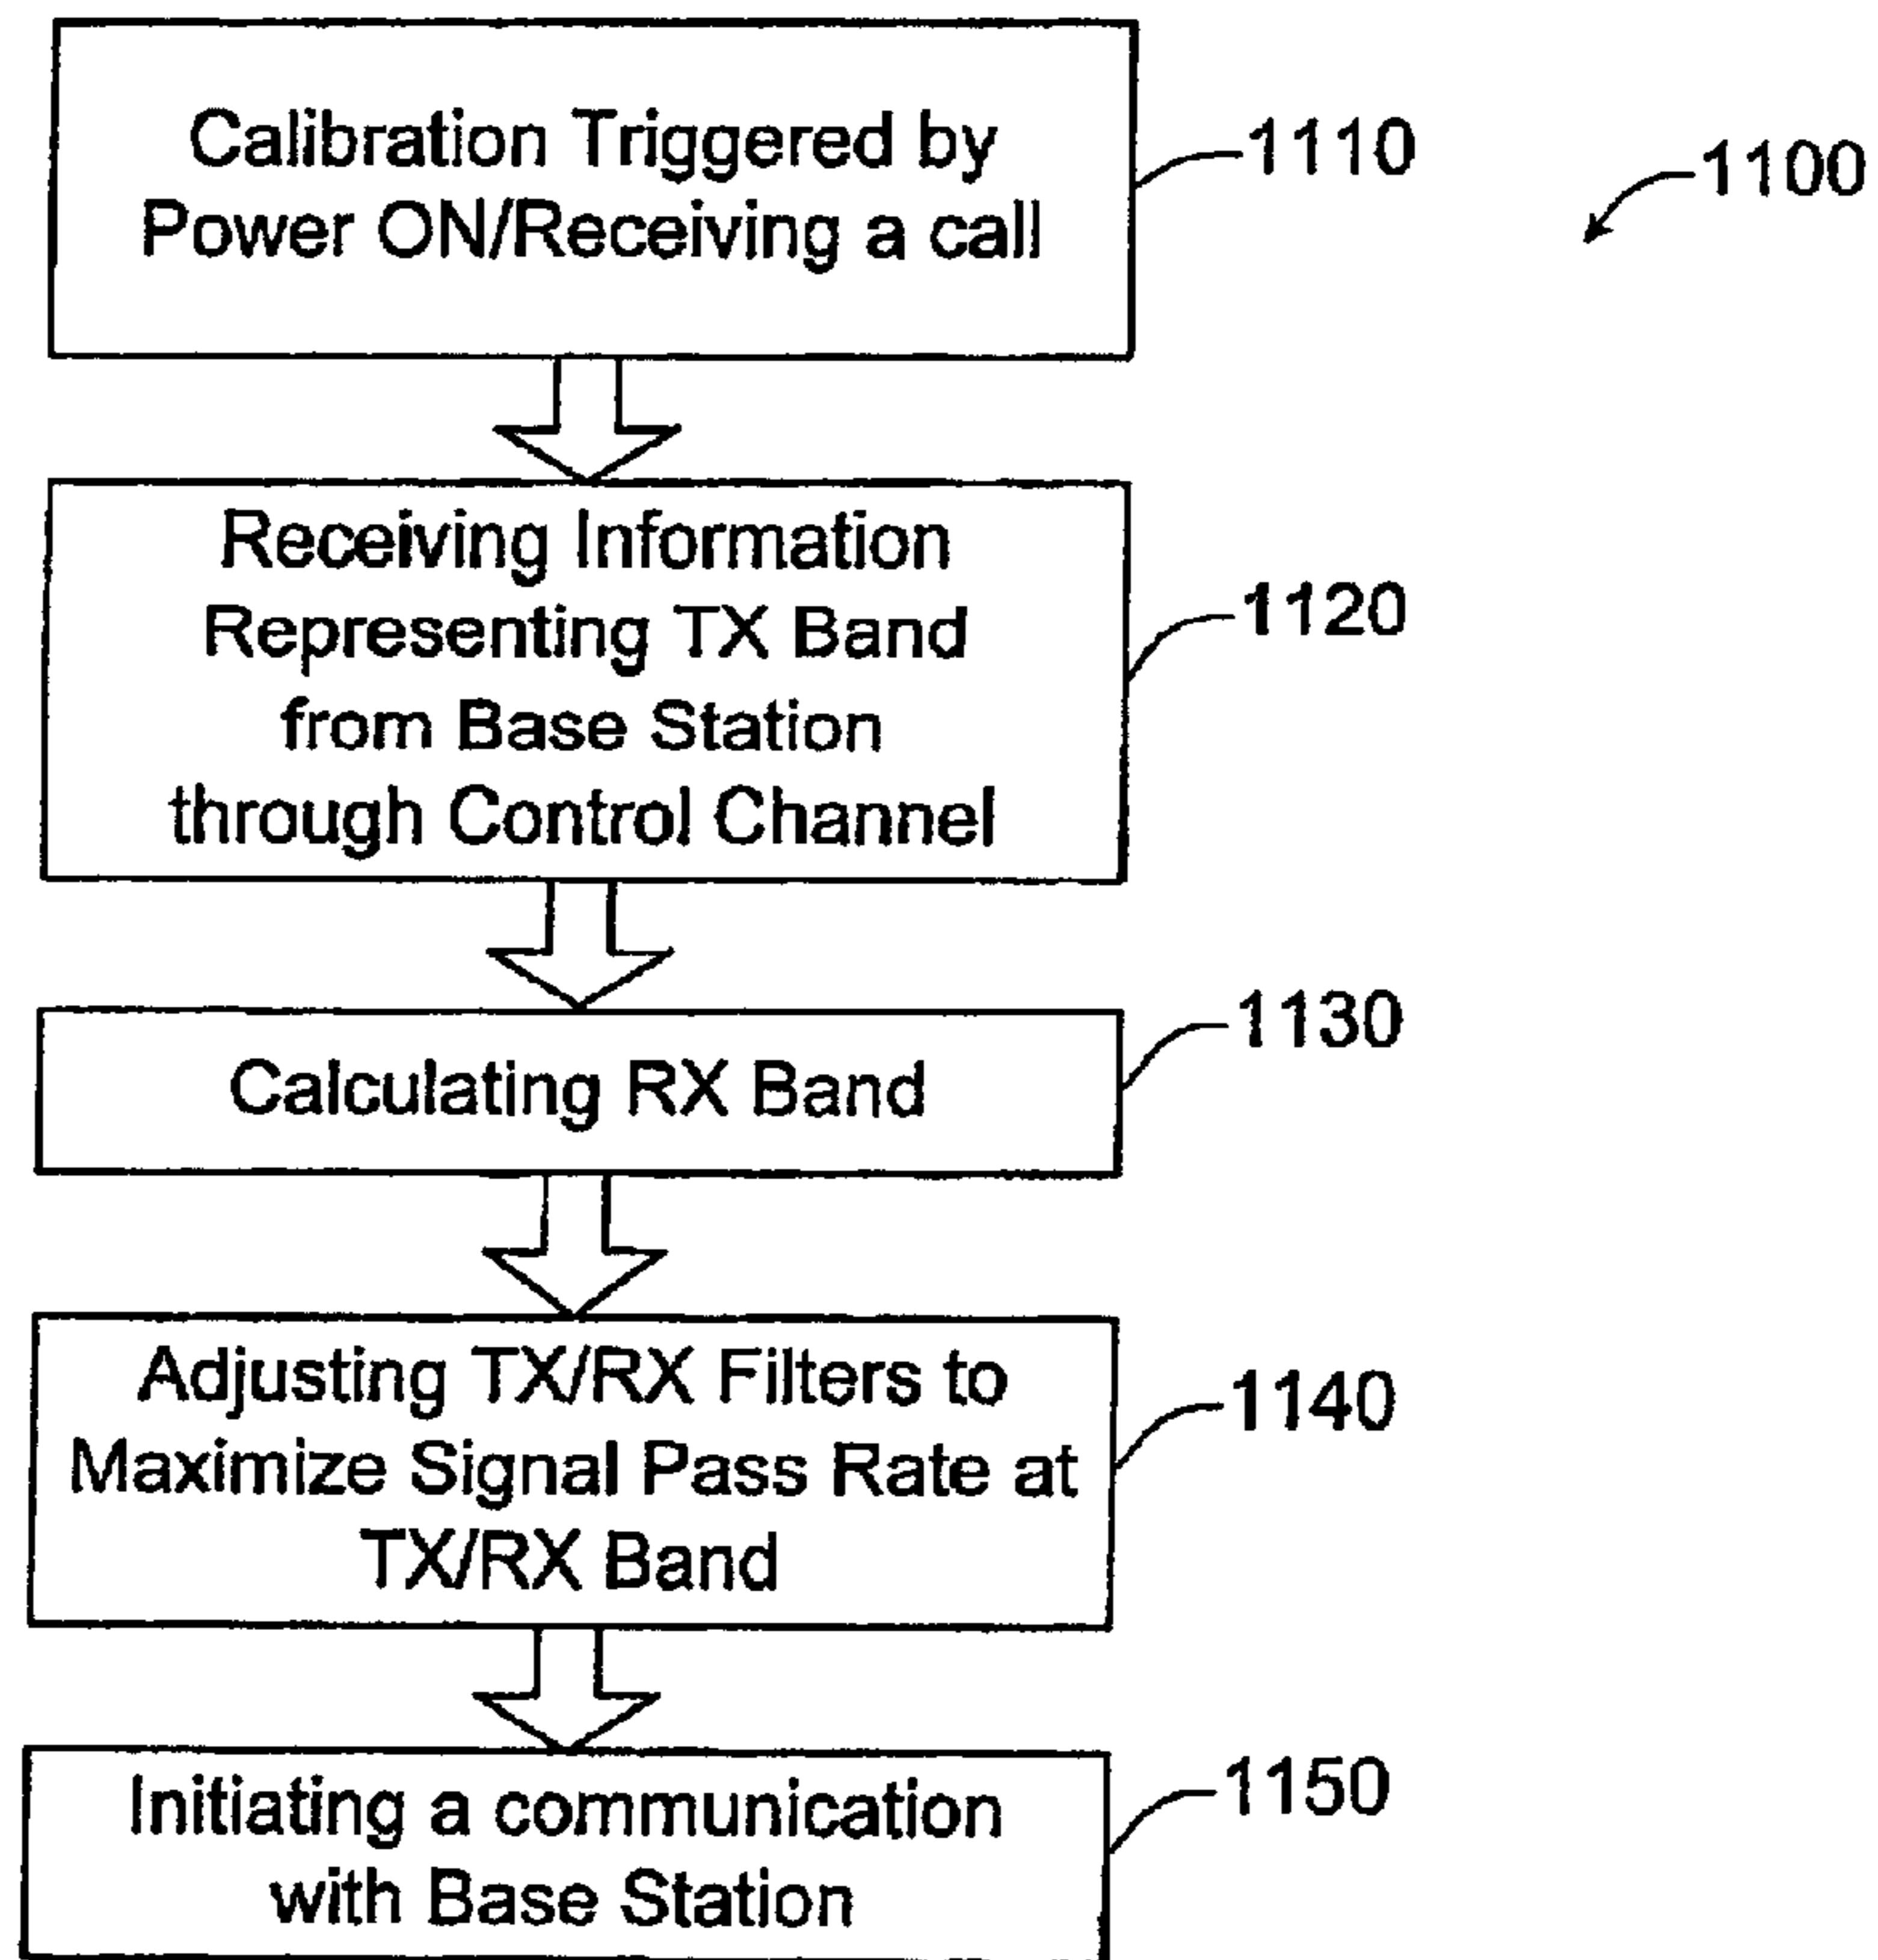 Calibration Triggered by
Power ON/Receiving a call
1110
1100
Receiving Information
Representing TX Band
from Base Station
through Control Channel
1120
Calculating RX Band
1130
Adjusting TX/RX Filters to
Maximize Signal Pass Rate at
TX/RX Band
1140
Initiating a communication
with Base Station
1150